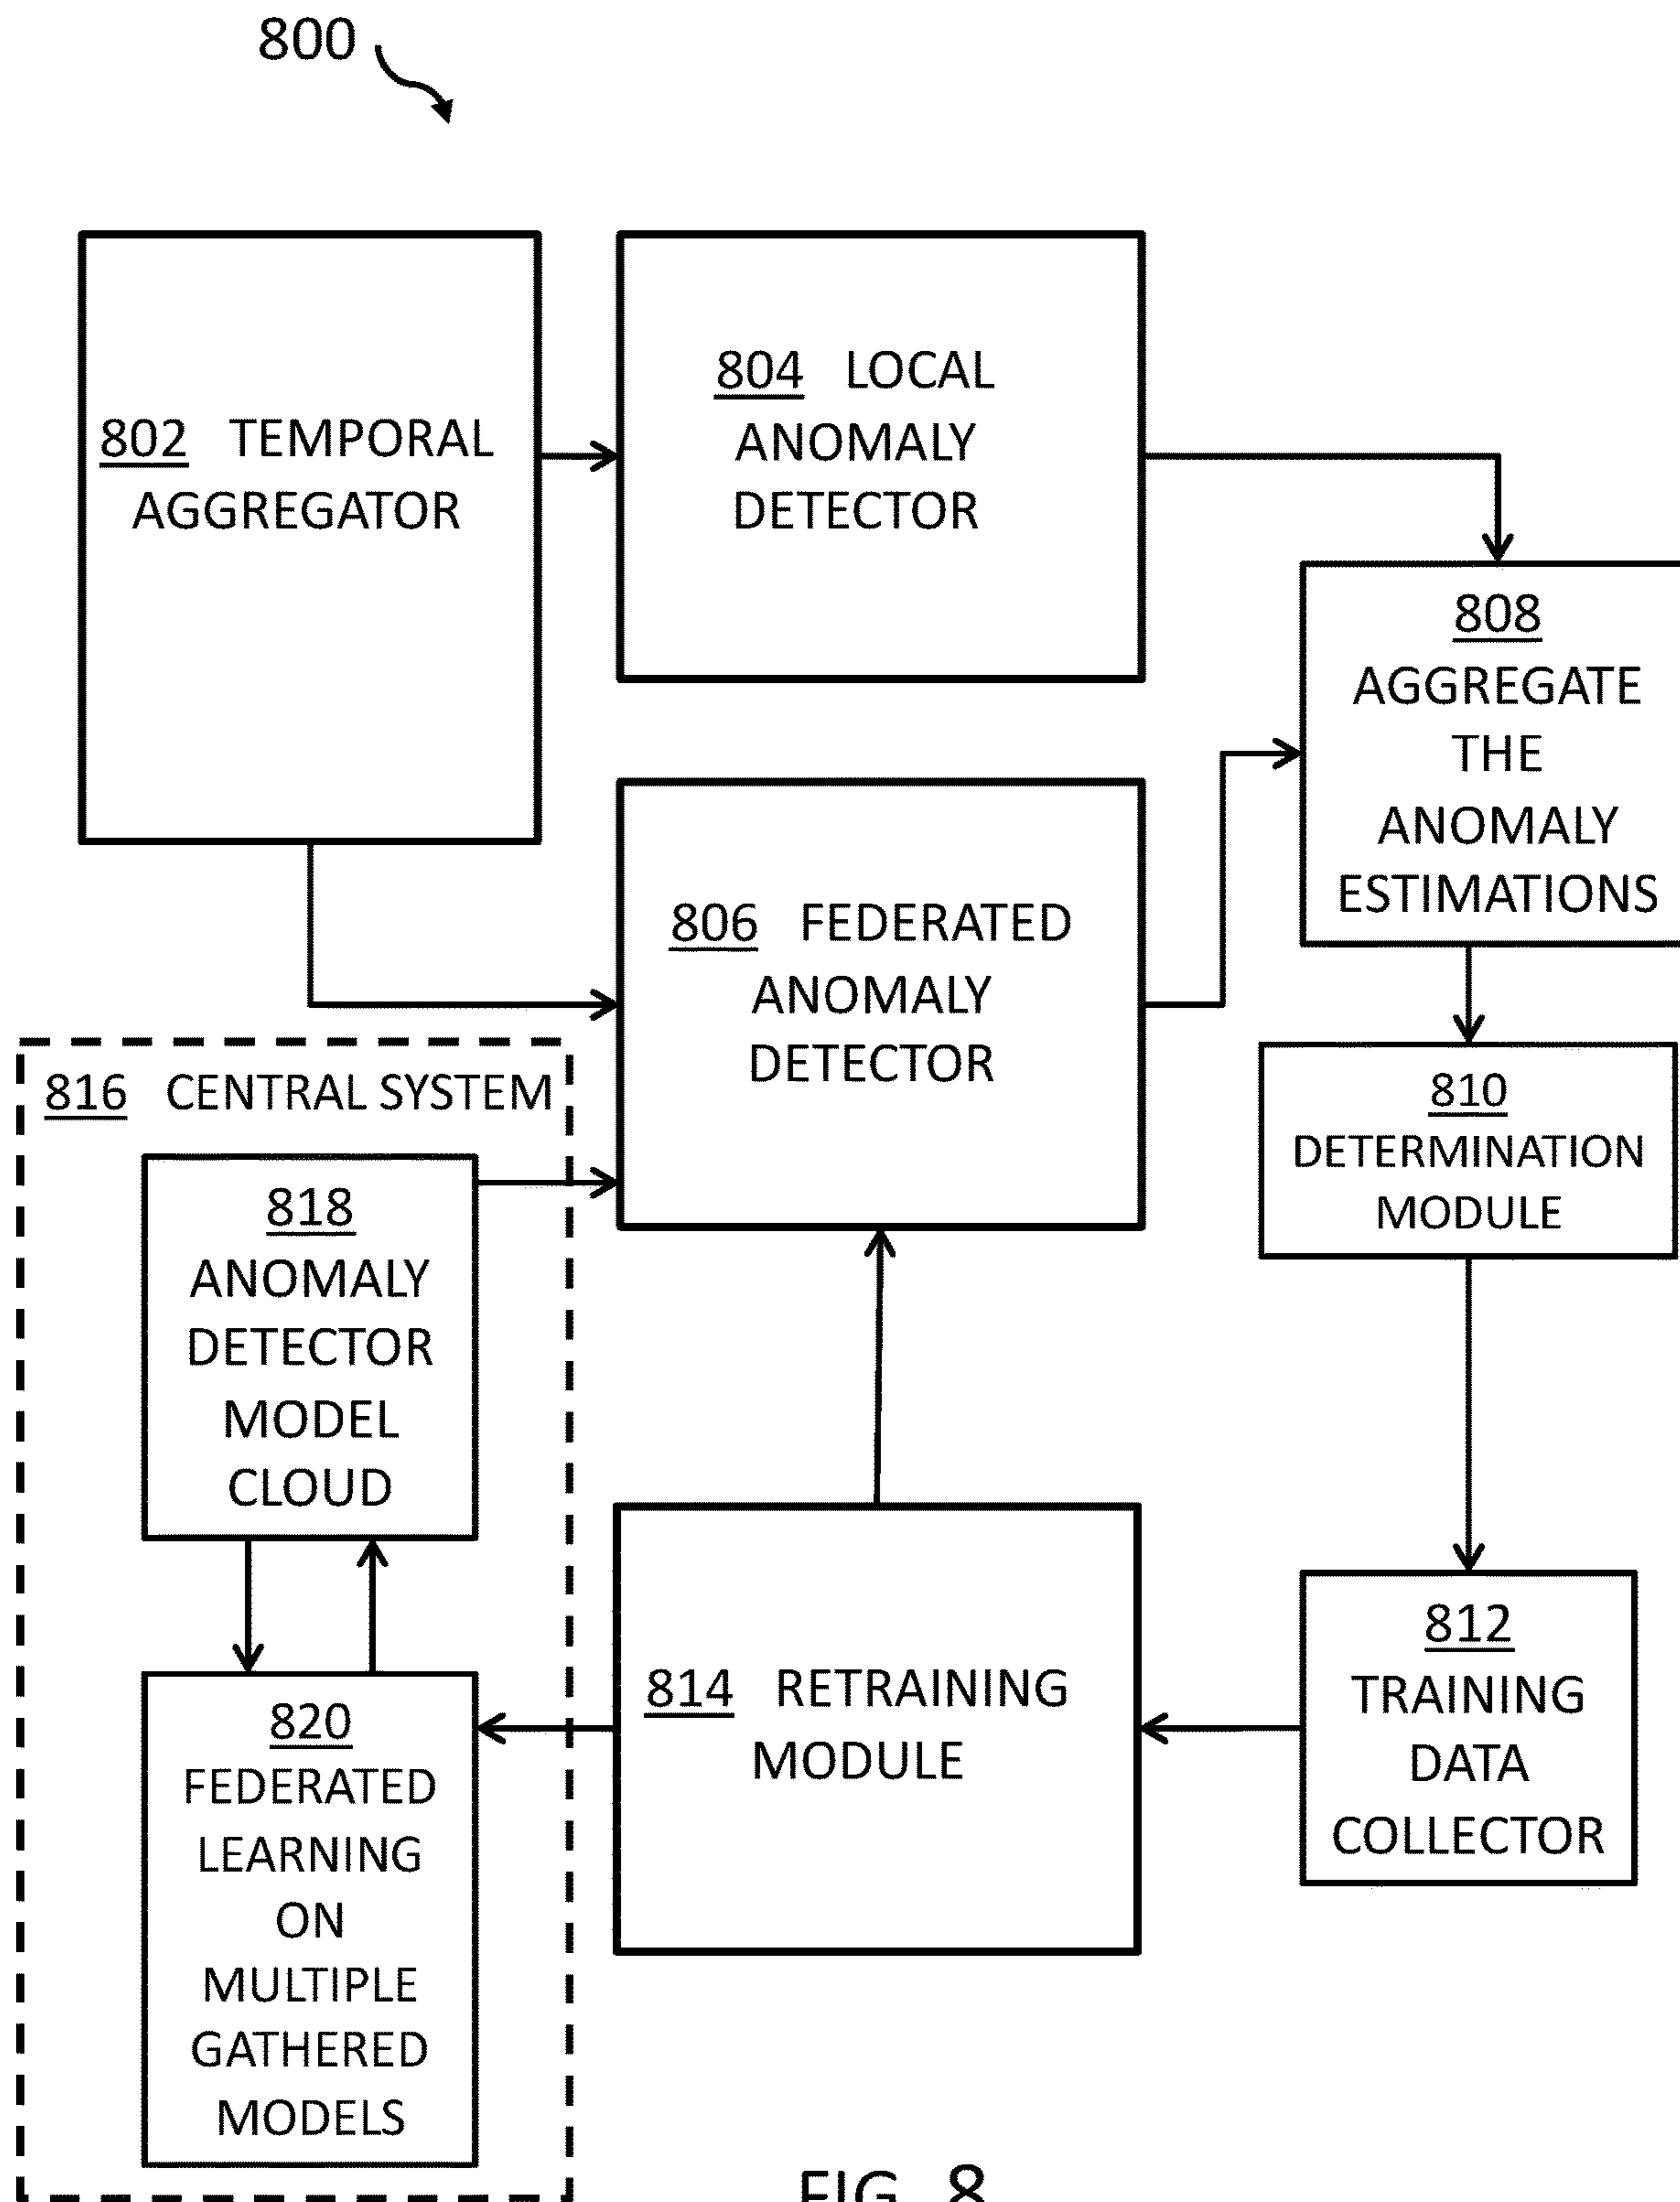 800
802 TEMPORAL
AGGREGATOR
804 LOCAL
ANOMALY
DETECTOR
806 FEDERATED
ANOMALY
DETECTOR
808
AGGREGATE
THE
ANOMALY
ESTIMATIONS
810
DETERMINATION
MODULE
812
TRAINING
DATA
COLLECTOR
814 RETRAINING
MODULE
816 CENTRAL SYSTEM
818
ANOMALY
DETECTOR
MODEL
CLOUD
820
FEDERATED
LEARNING
ON
MULTIPLE
GATHERED
MODELS
FIG. 8